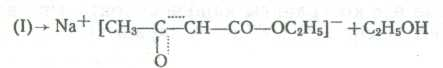 (I)→ Na⁺ [CH₃—C—CH—CO—OC₂H₅]⁻ +C₂H₅OH
O